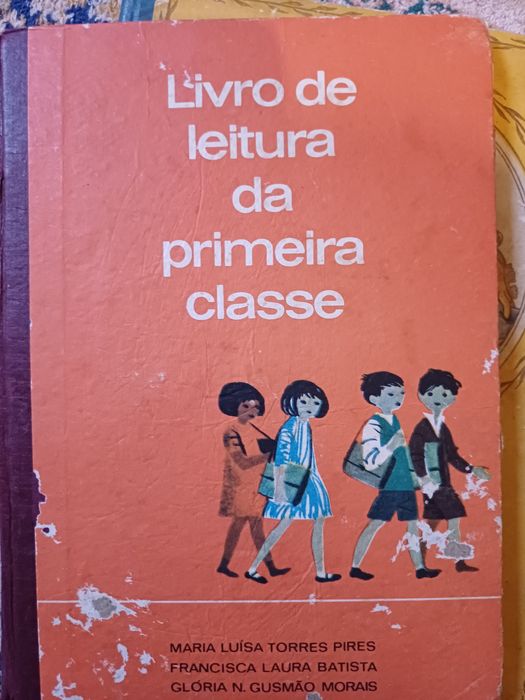 Livro de
leitura
da
primeira
classe
MARIA LUÍSA TORRES PIRES
FRANCISCA LAURA BATISTA
GLÓRIA N. GUSMÃO MORAIS